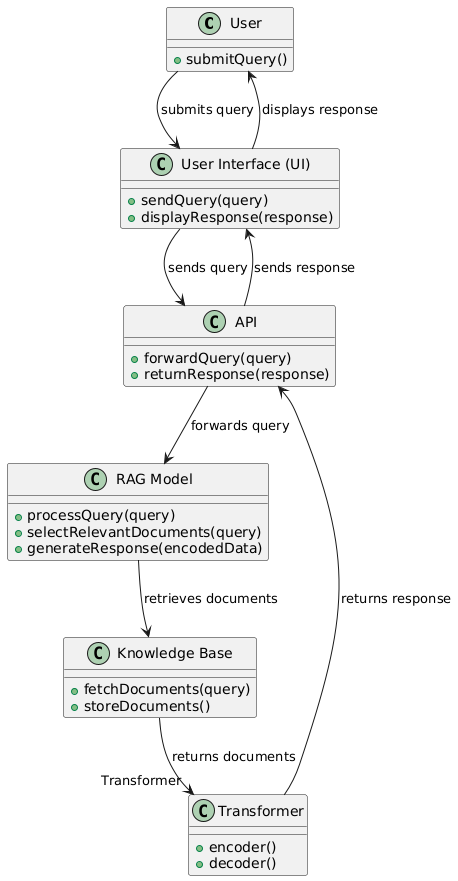 C User
submitQuery()
submits query
displays response
C User Interface (UI)
sendQuery(query)
displayResponse(response)
sends query
sends response
C API
forwardQuery(query)
returnResponse(response)
forwards query
C RAG Model
processQuery(query)
selectRelevantDocuments(query)
generateResponse(encodedData)
retrieves documents
returns response
C Knowledge Base
fetchDocuments(query)
storeDocuments()
returns documents
Transformer
C Transformer
encoder()
decoder()